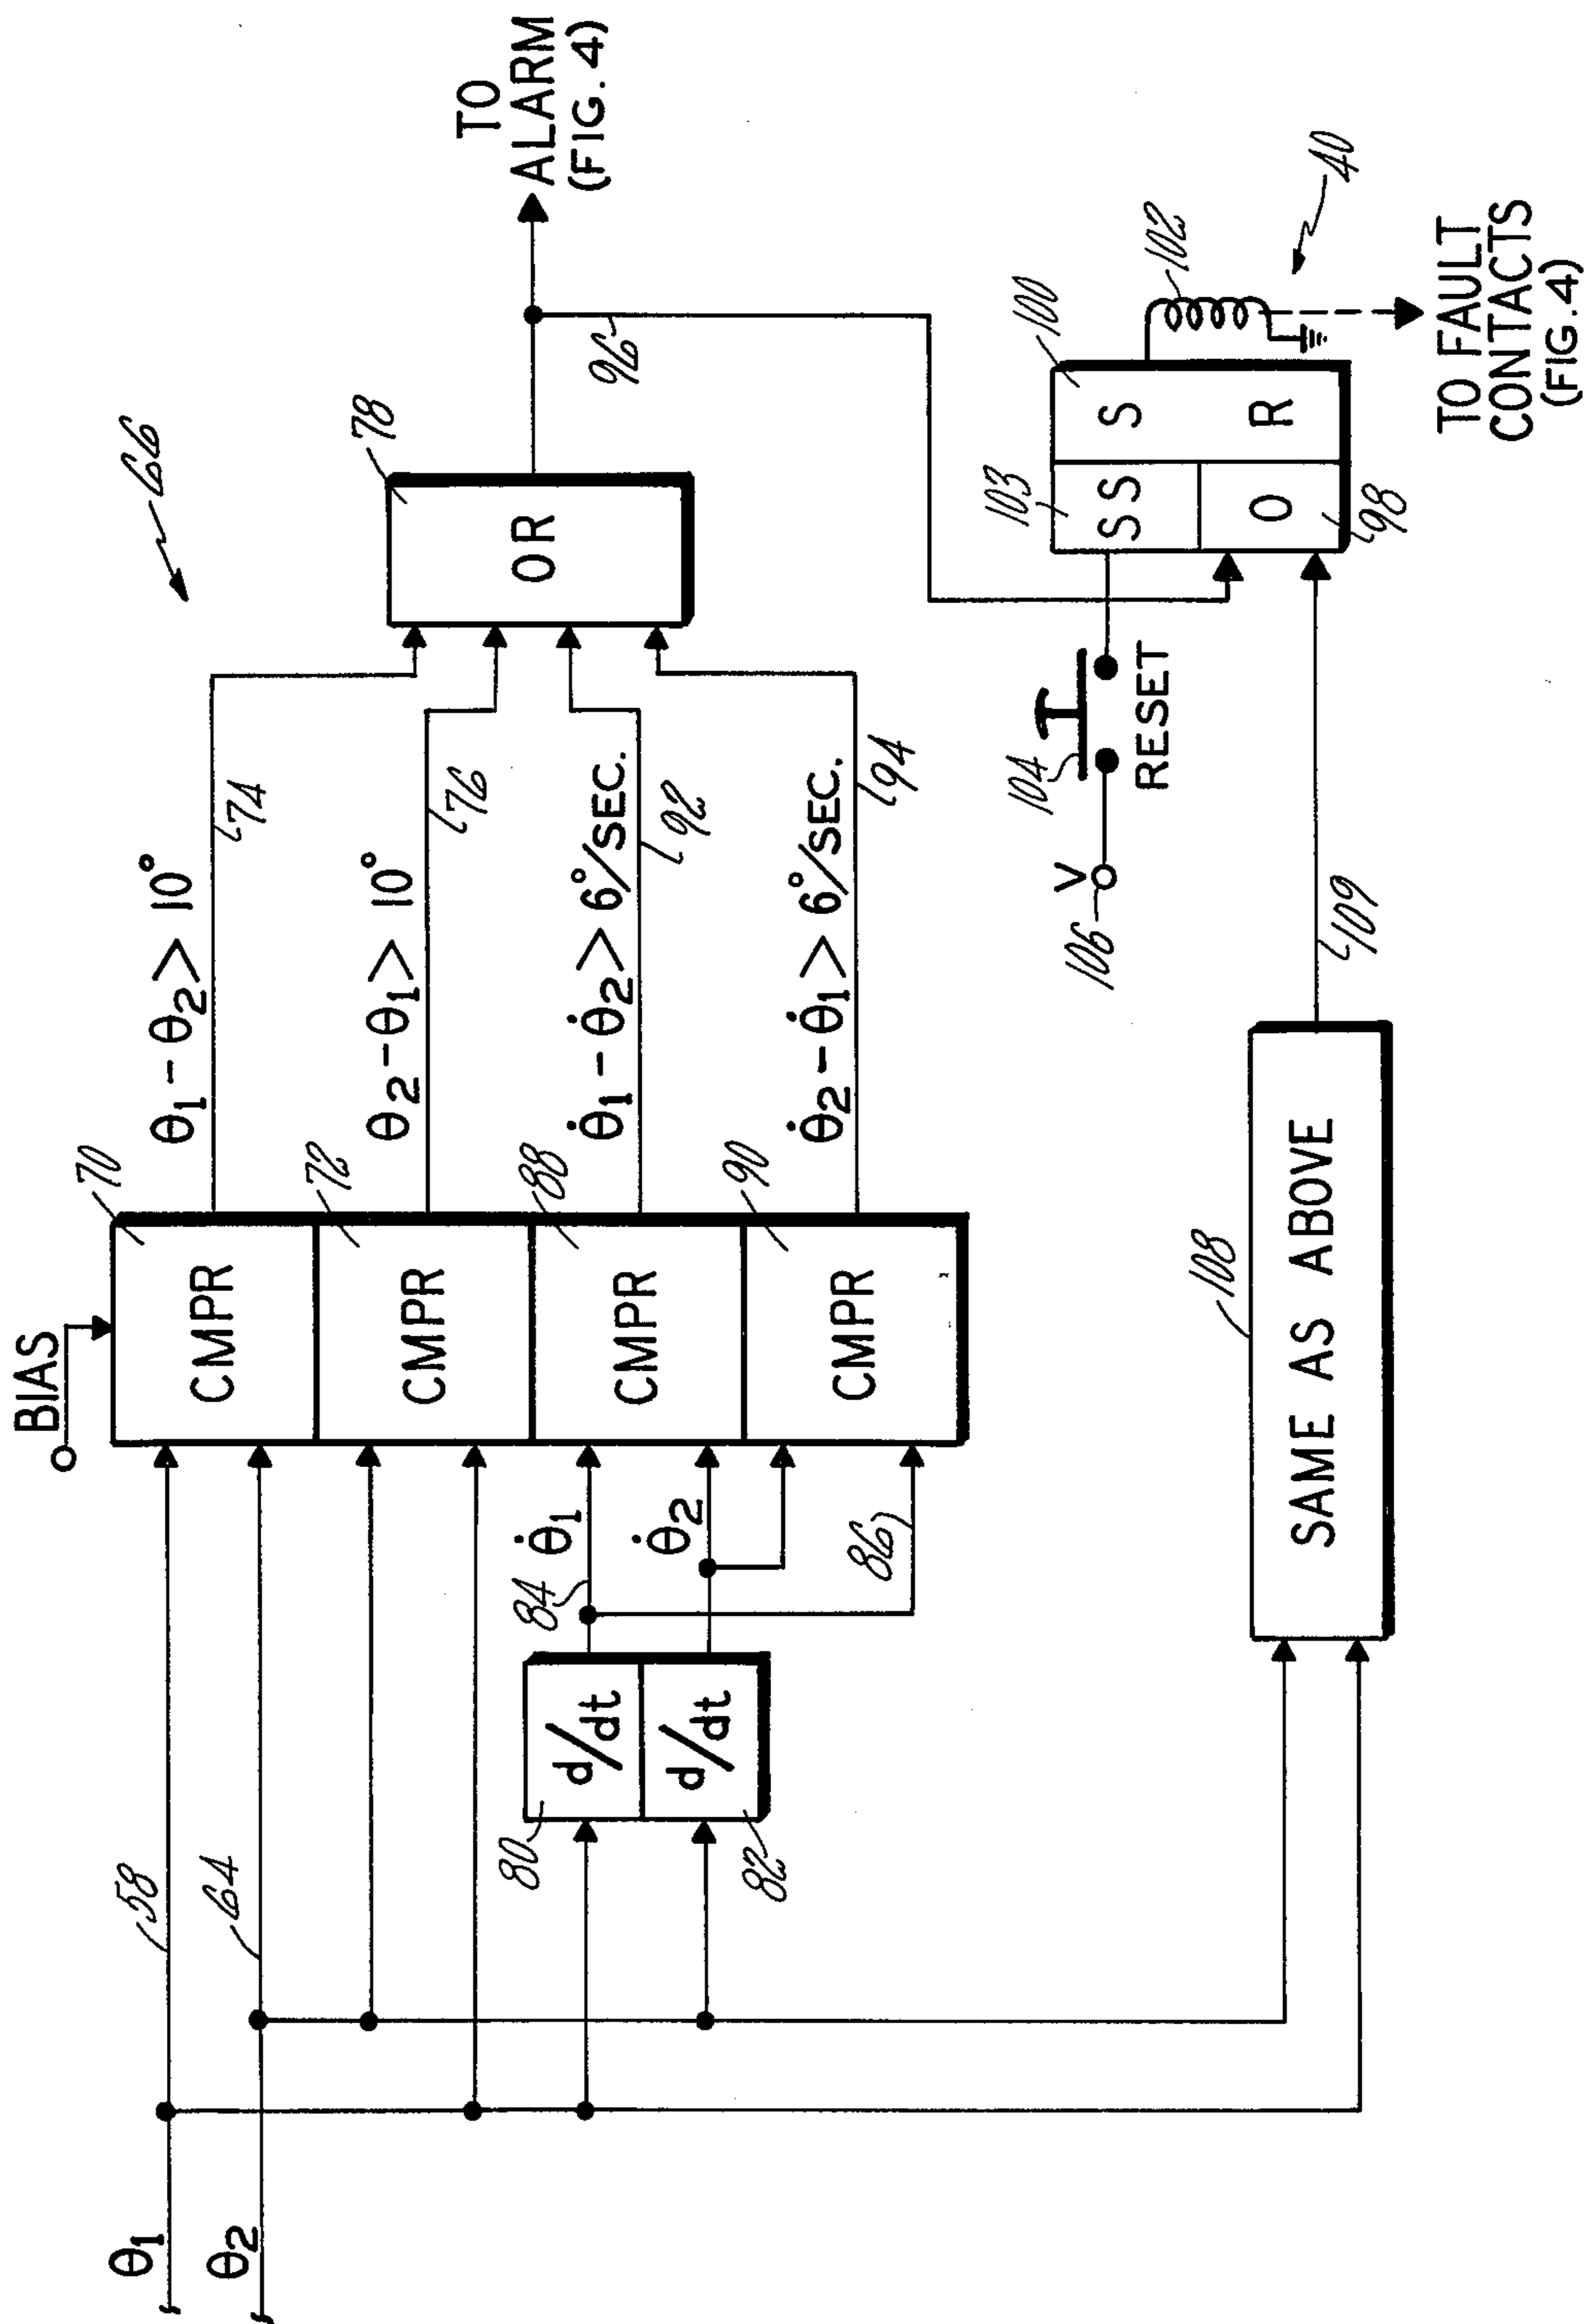 66
BIAS
θ1
58
θ2
64
70
CMPR
72
CMPR
88
CMPR
90
CMPR
θ1 - θ2 > 10°
74
θ2 - θ1 > 10°
76
θ̇1 - θ̇2 > 6°/SEC.
92
θ̇2 - θ̇1 > 6°/SEC.
94
78
OR
96
TO
ALARM
(FIG. 4)
80
d/dt
82
d/dt
84
θ̇1
θ̇2
86
106
V
104
RESET
103
SS
S
100
O
R
98
102
40
TO FAULT
CONTACTS
(FIG. 4)
108
SAME AS ABOVE
109